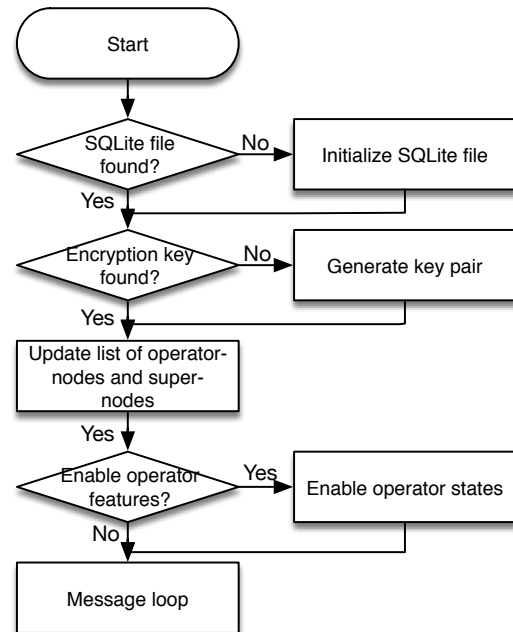 Start
SQLite file
found?
No
Initialize SQLite file
Yes
Encryption key
found?
No
Generate key pair
Yes
Update list of operator-
nodes and super-
nodes
Yes
Enable operator
features?
Yes
Enable operator states
No
Message loop